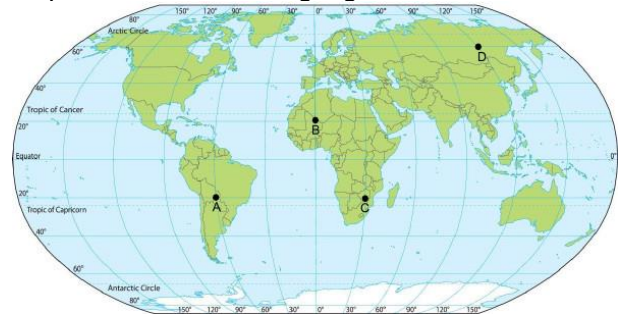 150° 120° 90° 60° 30° 0° 30° 60° 90° 120° 150°
80°
Arctic Circle
60°
D
40°
Tropic of Cancer
20°
B
Equator
0°
20°
A
C
Tropic of Capricorn
40°
60°
Antarctic Circle
80°
150° 120° 90° 60° 30° 0° 30° 60° 90° 120° 150°